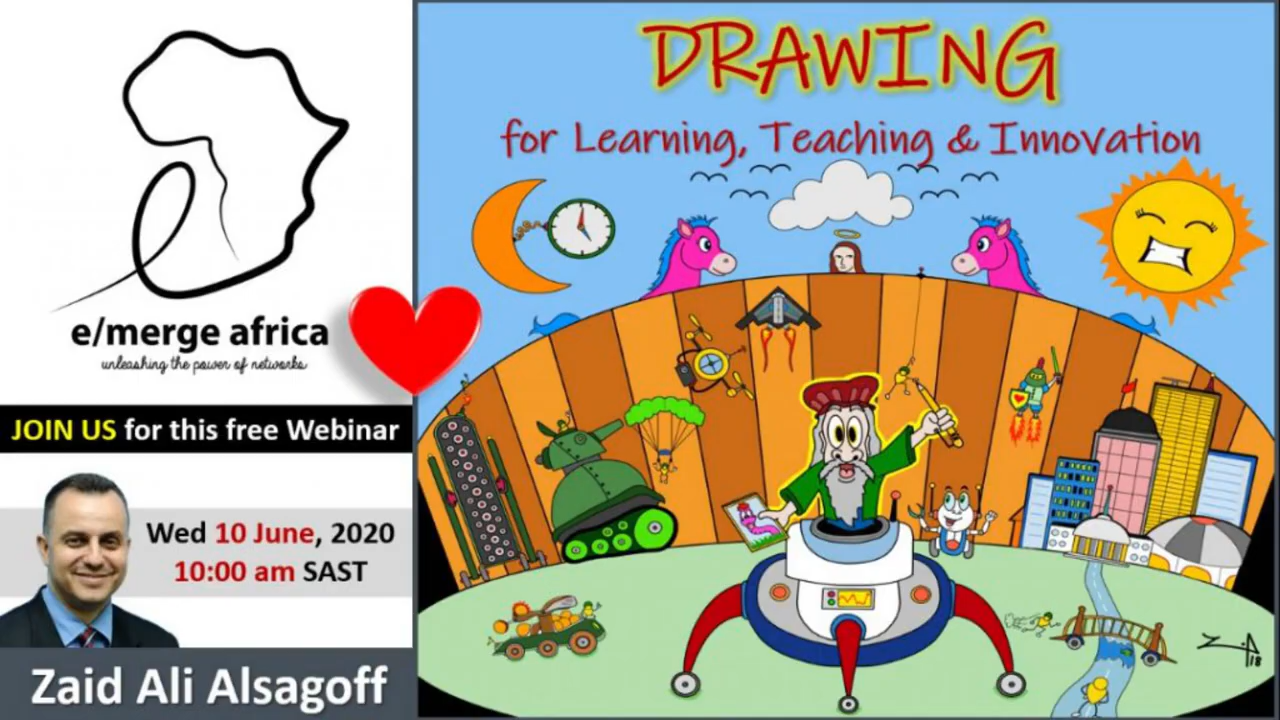 e/merge africa
unleashing the power of networks
JOIN US for this free Webinar
Wed 10 June, 2020
10:00 am SAST
Zaid Ali Alsagoff
DRAWING
for Learning, Teaching & Innovation